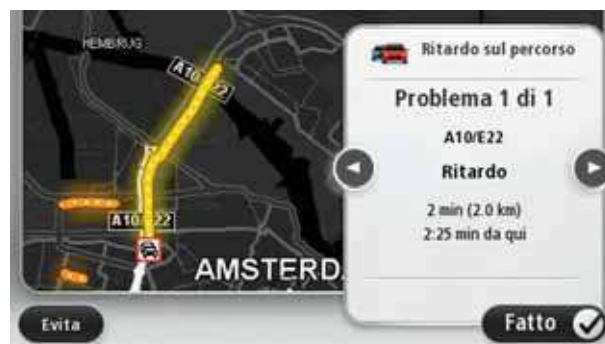 HEMBRUG
A10/E22
A10/E22
AMSTERDA
Ritardo sul percorso
Problema 1 di 1
A10/E22
Ritardo
2 min (2.0 km)
2:25 min da qui
Evita
Fatto